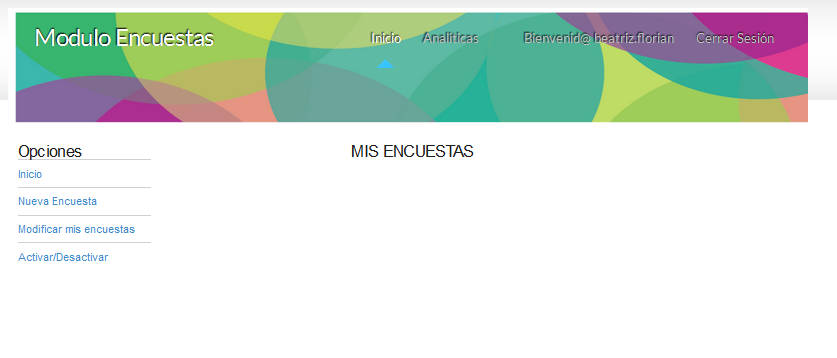 Modulo Encuestas
Inicio
Analiticas
Bienvenid@ beatriz.florian
Cerrar Sesión
Opciones
Inicio
Nueva Encuesta
Modificar mis encuestas
Activar/Desactivar
MIS ENCUESTAS